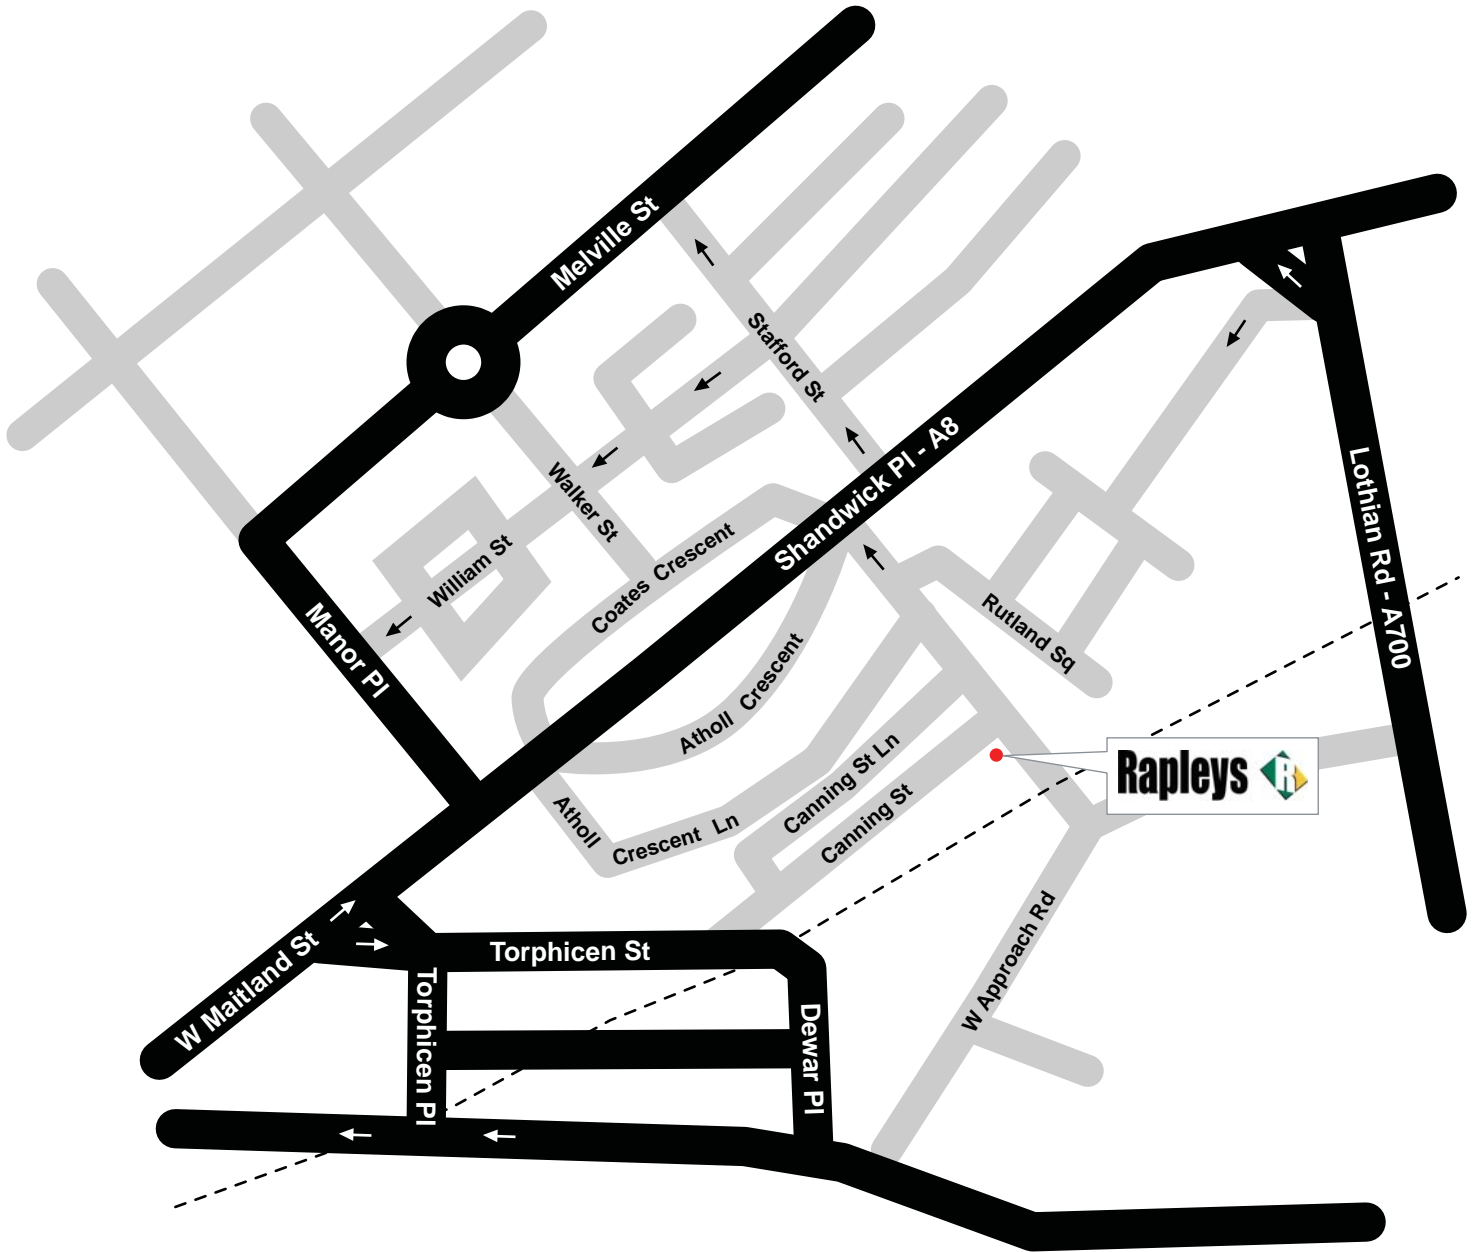 Melville St
Stafford St
Shandwick Pl - A8
Walker St
William St
Coates Crescent
Manor Pl
Lothian Rd - A700
Rutland Sq
Atholl Crescent
Rapleys
R
Canning St Ln
Canning St
Atholl
Crescent Ln
W Maitland St
Torphicen St
Torphicen Pl
Dewar Pl
W Approach Rd